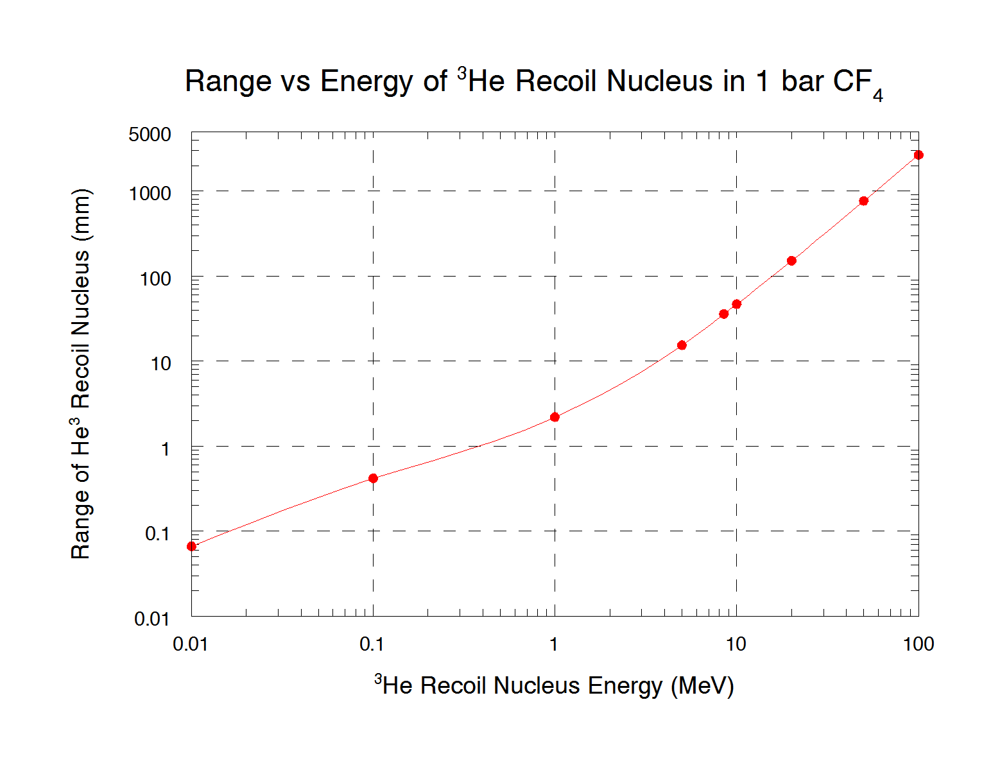 Range vs Energy of ³He Recoil Nucleus in 1 bar CF₄
5000
1000
100
10
1
0.1
0.01
Range of He³ Recoil Nucleus (mm)
0.01 0.1 1 10 100
³He Recoil Nucleus Energy (MeV)